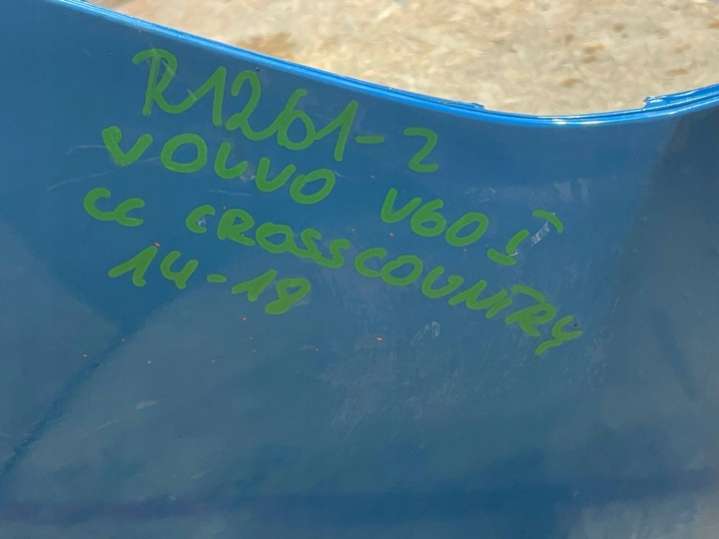 R1261-2
VOLVO V60 I
CC CROSSCOUNTRY
14-18